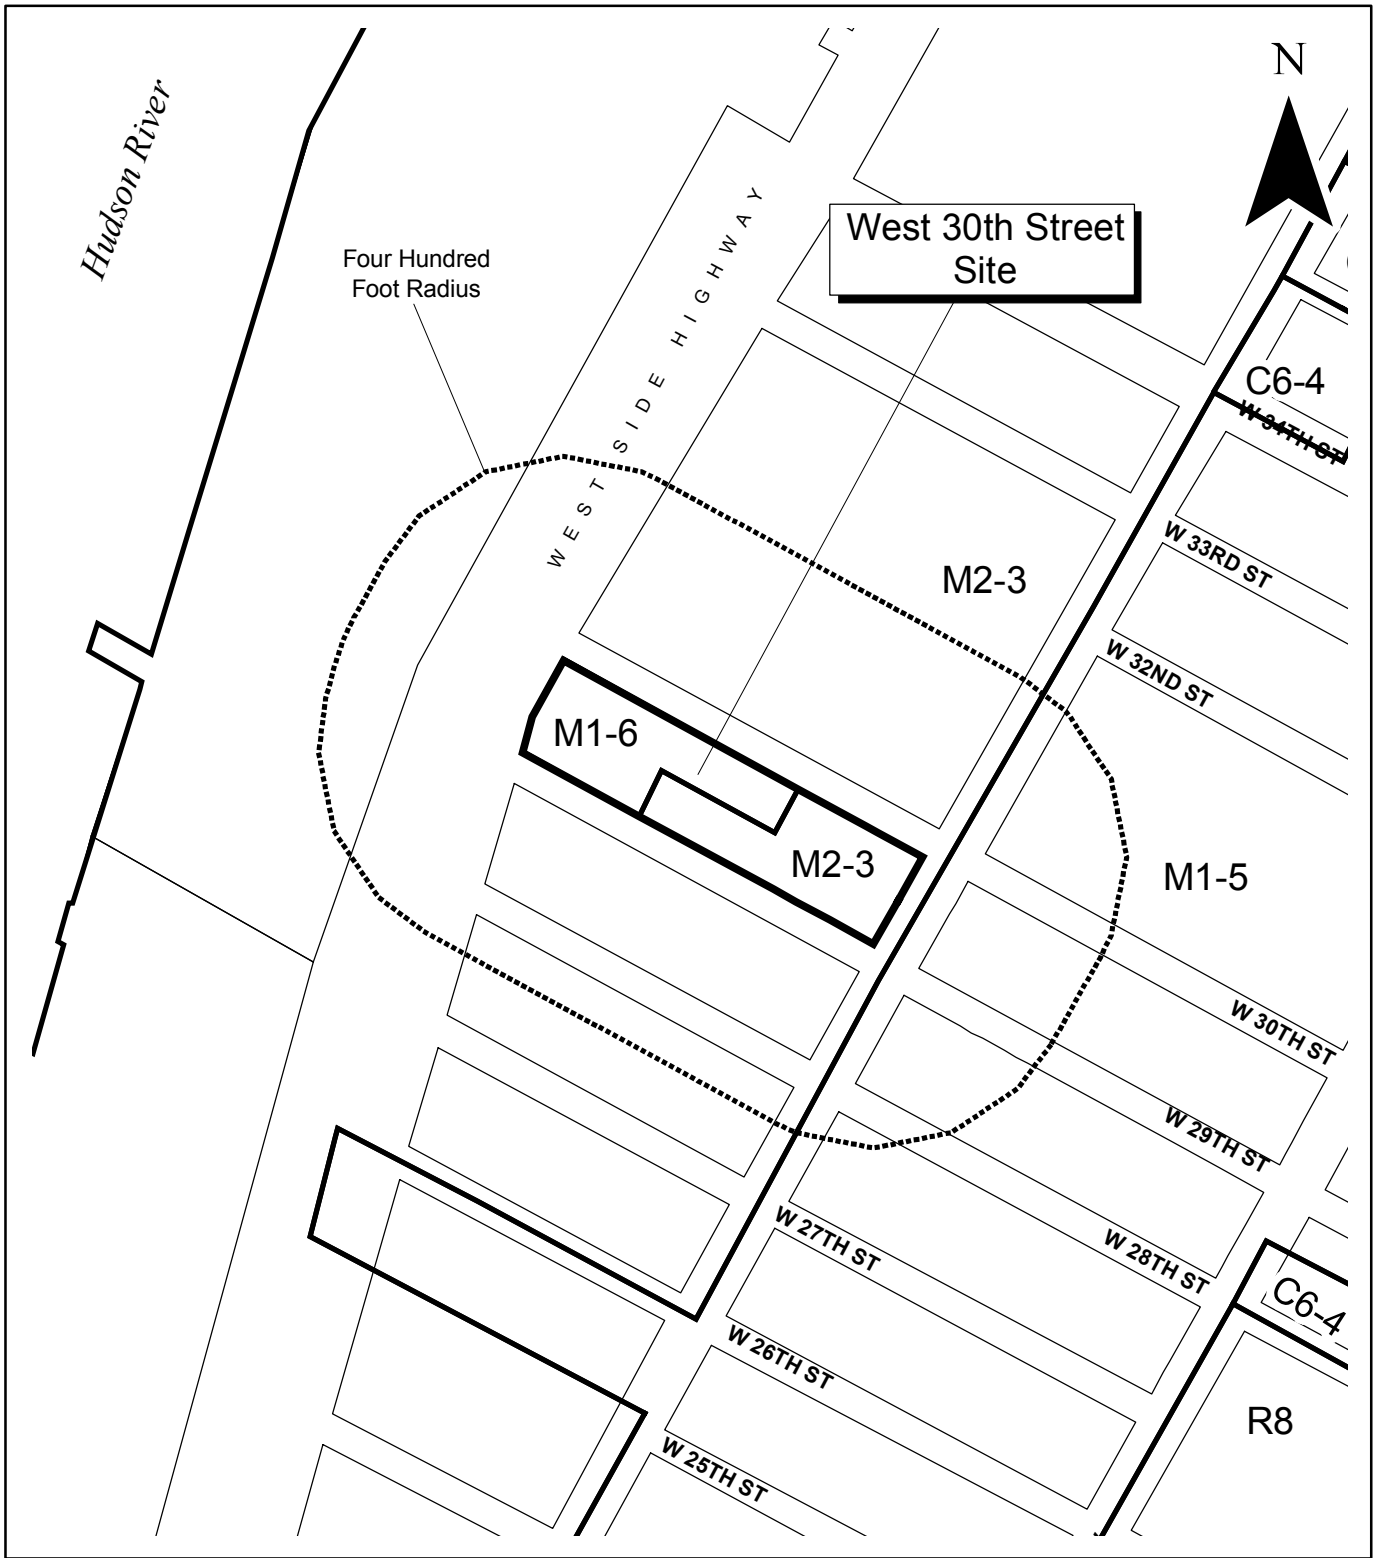 N
Hudson River
WEST SIDE HIGHWAY
West 30th Street
Site
Four Hundred
Foot Radius
C6-4
W 34TH ST
W 33RD ST
M2-3
W 32ND ST
M1-6
M2-3
M1-5
W 30TH ST
W 29TH ST
W 28TH ST
W 27TH ST
C6-4
W 26TH ST
R8
W 25TH ST